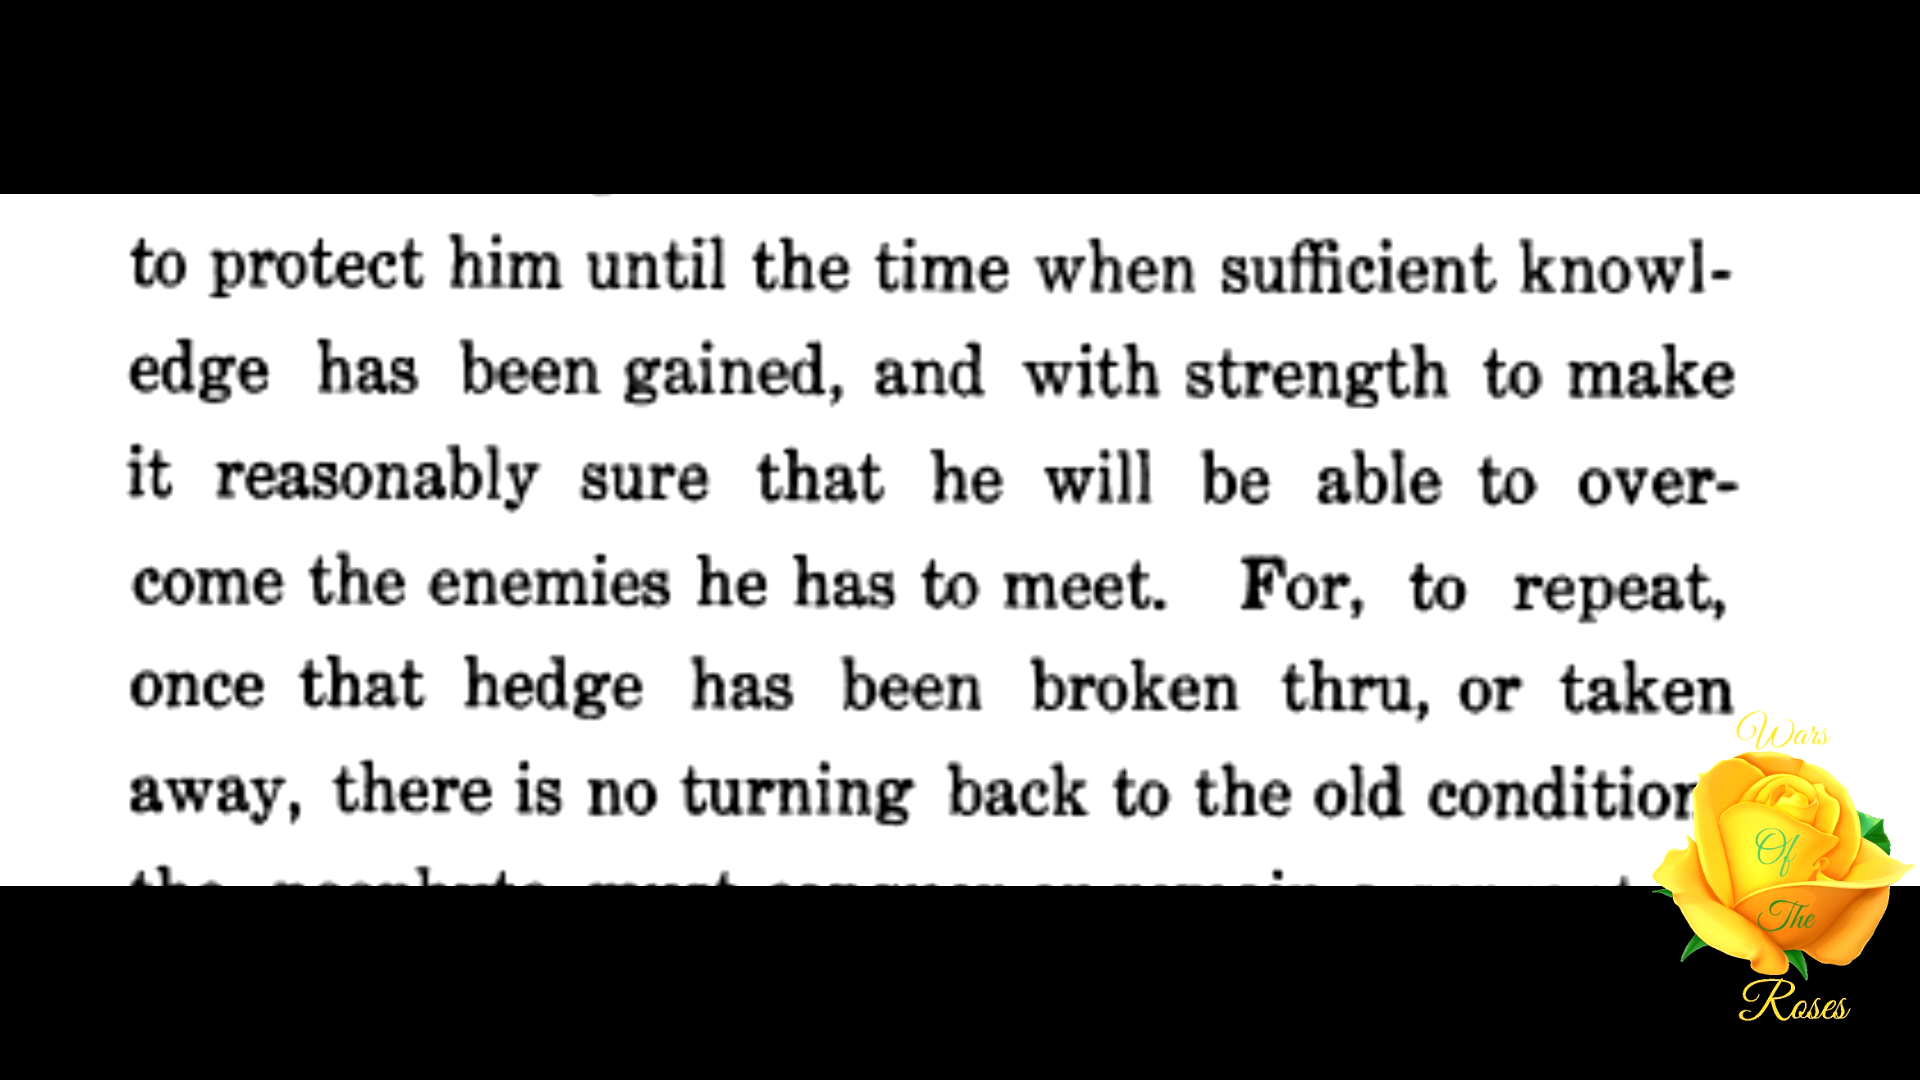 to protect him until the time when sufficient knowl-
edge has been gained, and with strength to make
it reasonably sure that he will be able to over-
come the enemies he has to meet. For, to repeat,
once that hedge has been broken thru, or taken
away, there is no turning back to the old condition
Wars
Of
The
Roses